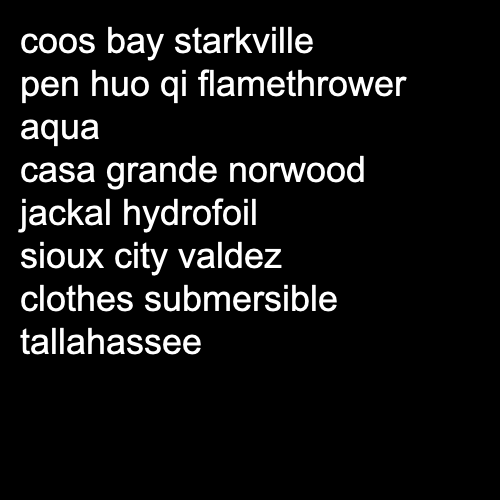 coos bay starkville
pen huo qi flamethrower
aqua
casa grande norwood
jackal hydrofoil
sioux city valdez
clothes submersible
tallahassee